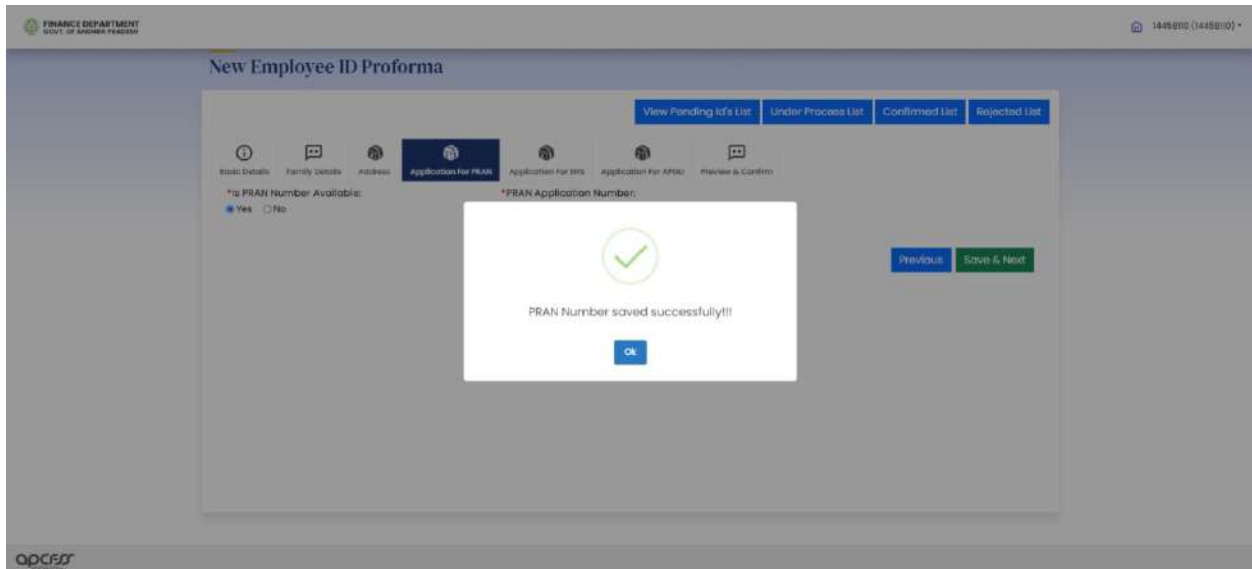 FINANCE DEPARTMENT
GOVT. OF ANDHRA PRADESH
14458110 (14458110)
New Employee ID Proforma
View Pending Id's List Under Process List Confirmed List Rejected List
Basic Details Family Details Address Application For PRAN Application For EHS Application For APGLI Preview & Confirm
*Is PRAN Number Available: *PRAN Application Number:
Yes No
Previous Save & Next
PRAN Number saved successfully!!!
Ok
apcfss